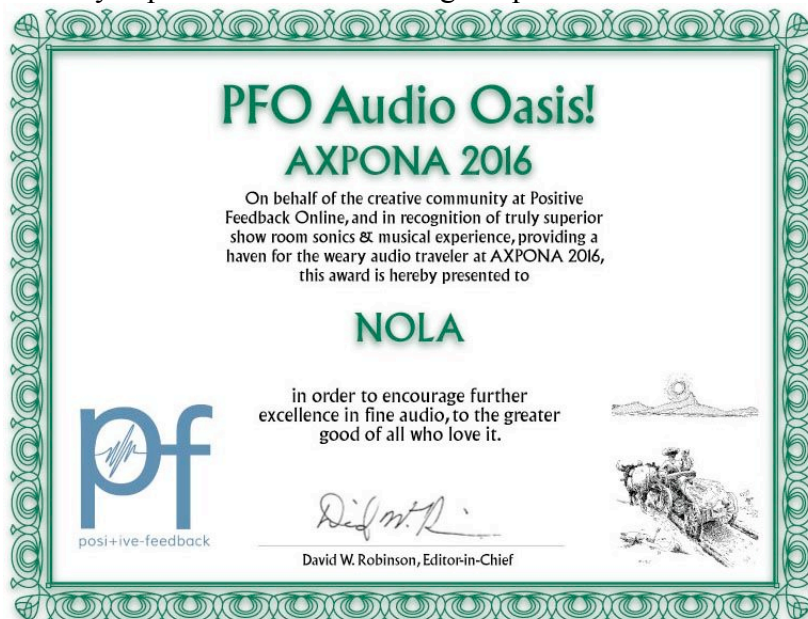 PFO Audio Oasis!
AXPONA 2016
On behalf of the creative community at Positive
Feedback Online, and in recognition of truly superior
show room sonics & musical experience, providing a
haven for the weary audio traveler at AXPONA 2016,
this award is hereby presented to
NOLA
in order to encourage further
excellence in fine audio, to the greater
good of all who love it.
pf
posi+ive-feedback
David W. Robinson, Editor-in-Chief